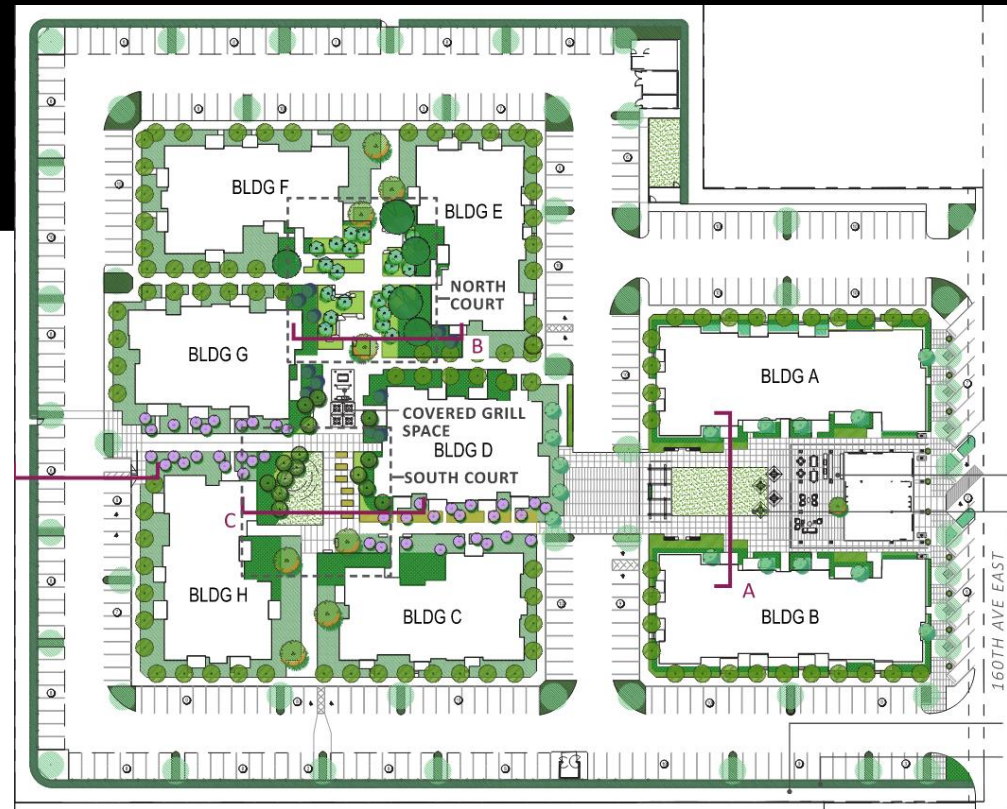 BLDG F
BLDG E
NORTH
COURT
B
BLDG G
BLDG A
COVERED GRILL
SPACE
BLDG D
SOUTH COURT
C
A
BLDG H
BLDG C
BLDG B
160TH AVE EAST